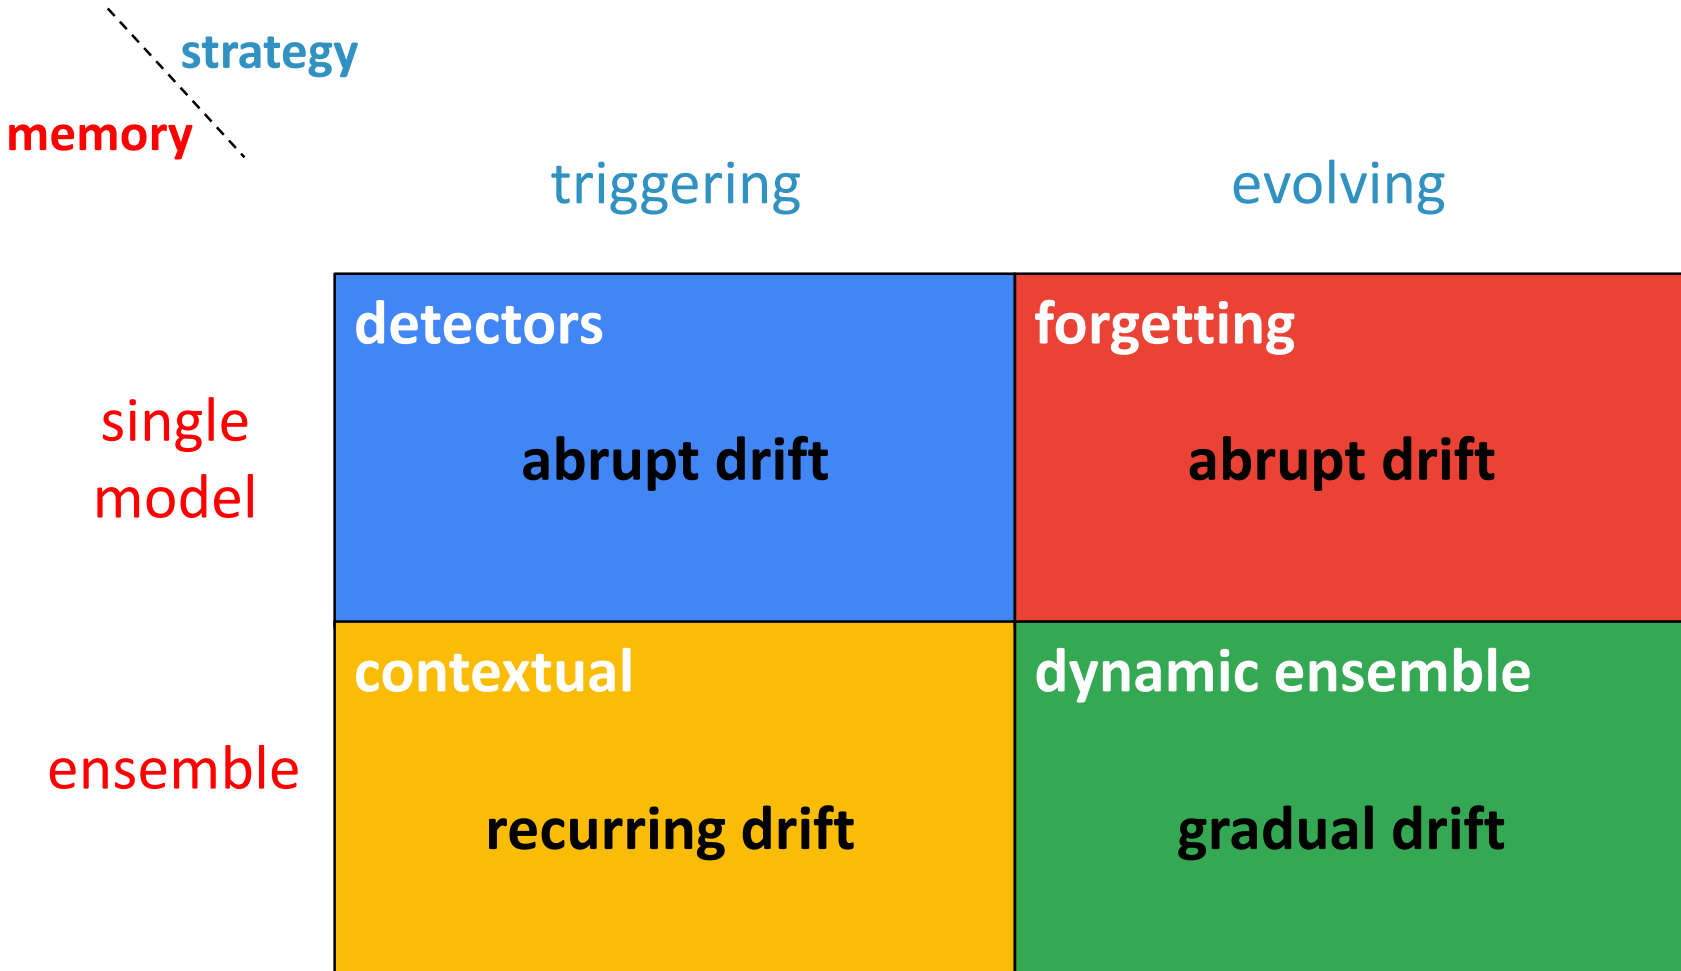 strategy
memory
triggering
evolving
detectors
forgetting
single
model
abrupt drift
abrupt drift
contextual
dynamic ensemble
ensemble
recurring drift
gradual drift